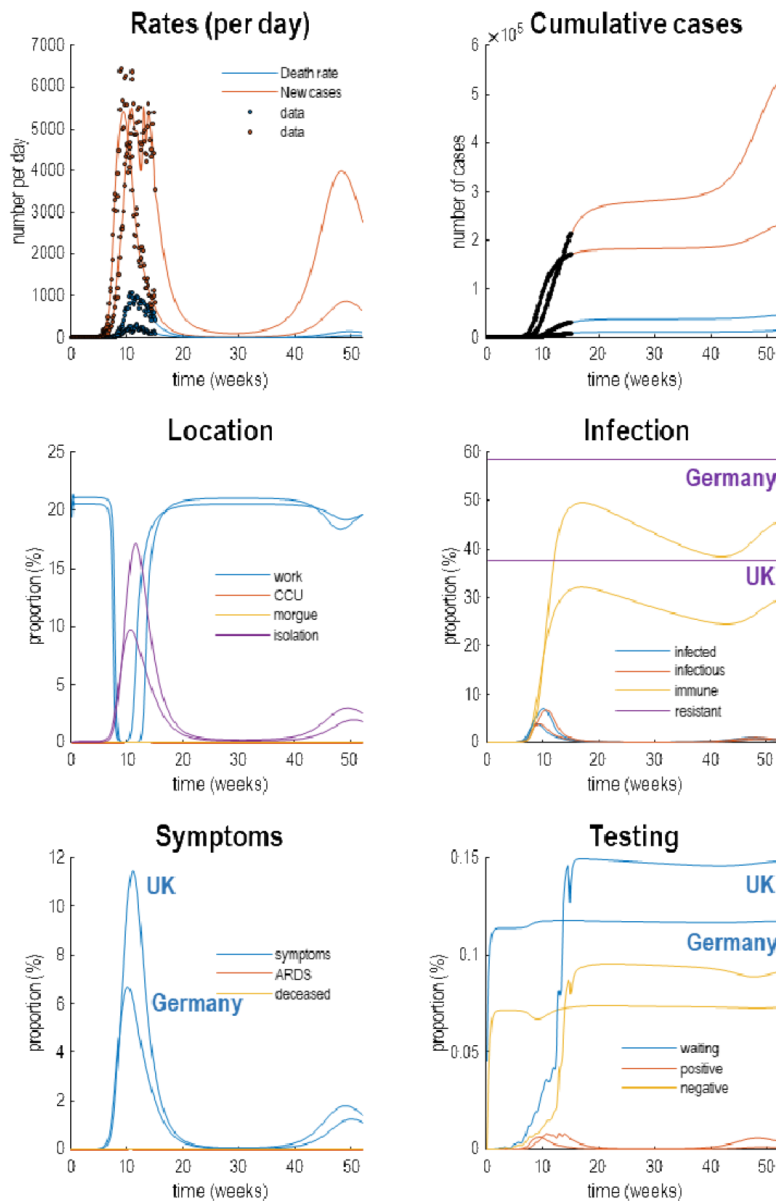 Rates (per day)
7000
6000
5000
4000
3000
2000
1000
0
number per day
Death rate
New cases
data
data
0 10 20 30 40 50
time (weeks)
Cumulative cases
×10⁵
6
5
4
3
2
1
0
number of cases
0 10 20 30 40 50
time (weeks)
Location
25
20
15
10
5
0
proportion (%)
work
CCU
morgue
isolation
0 10 20 30 40 50
time (weeks)
Infection
60
50
40
30
20
10
0
proportion (%)
Germany
UK
infected
infectious
immune
resistant
0 10 20 30 40 50
time (weeks)
Symptoms
12
10
8
6
4
2
0
proportion (%)
UK
Germany
symptoms
ARDS
deceased
0 10 20 30 40 50
time (weeks)
Testing
0.15
0.1
0.05
0
proportion (%)
UK
Germany
waiting
positive
negative
0 10 20 30 40 50
time (weeks)